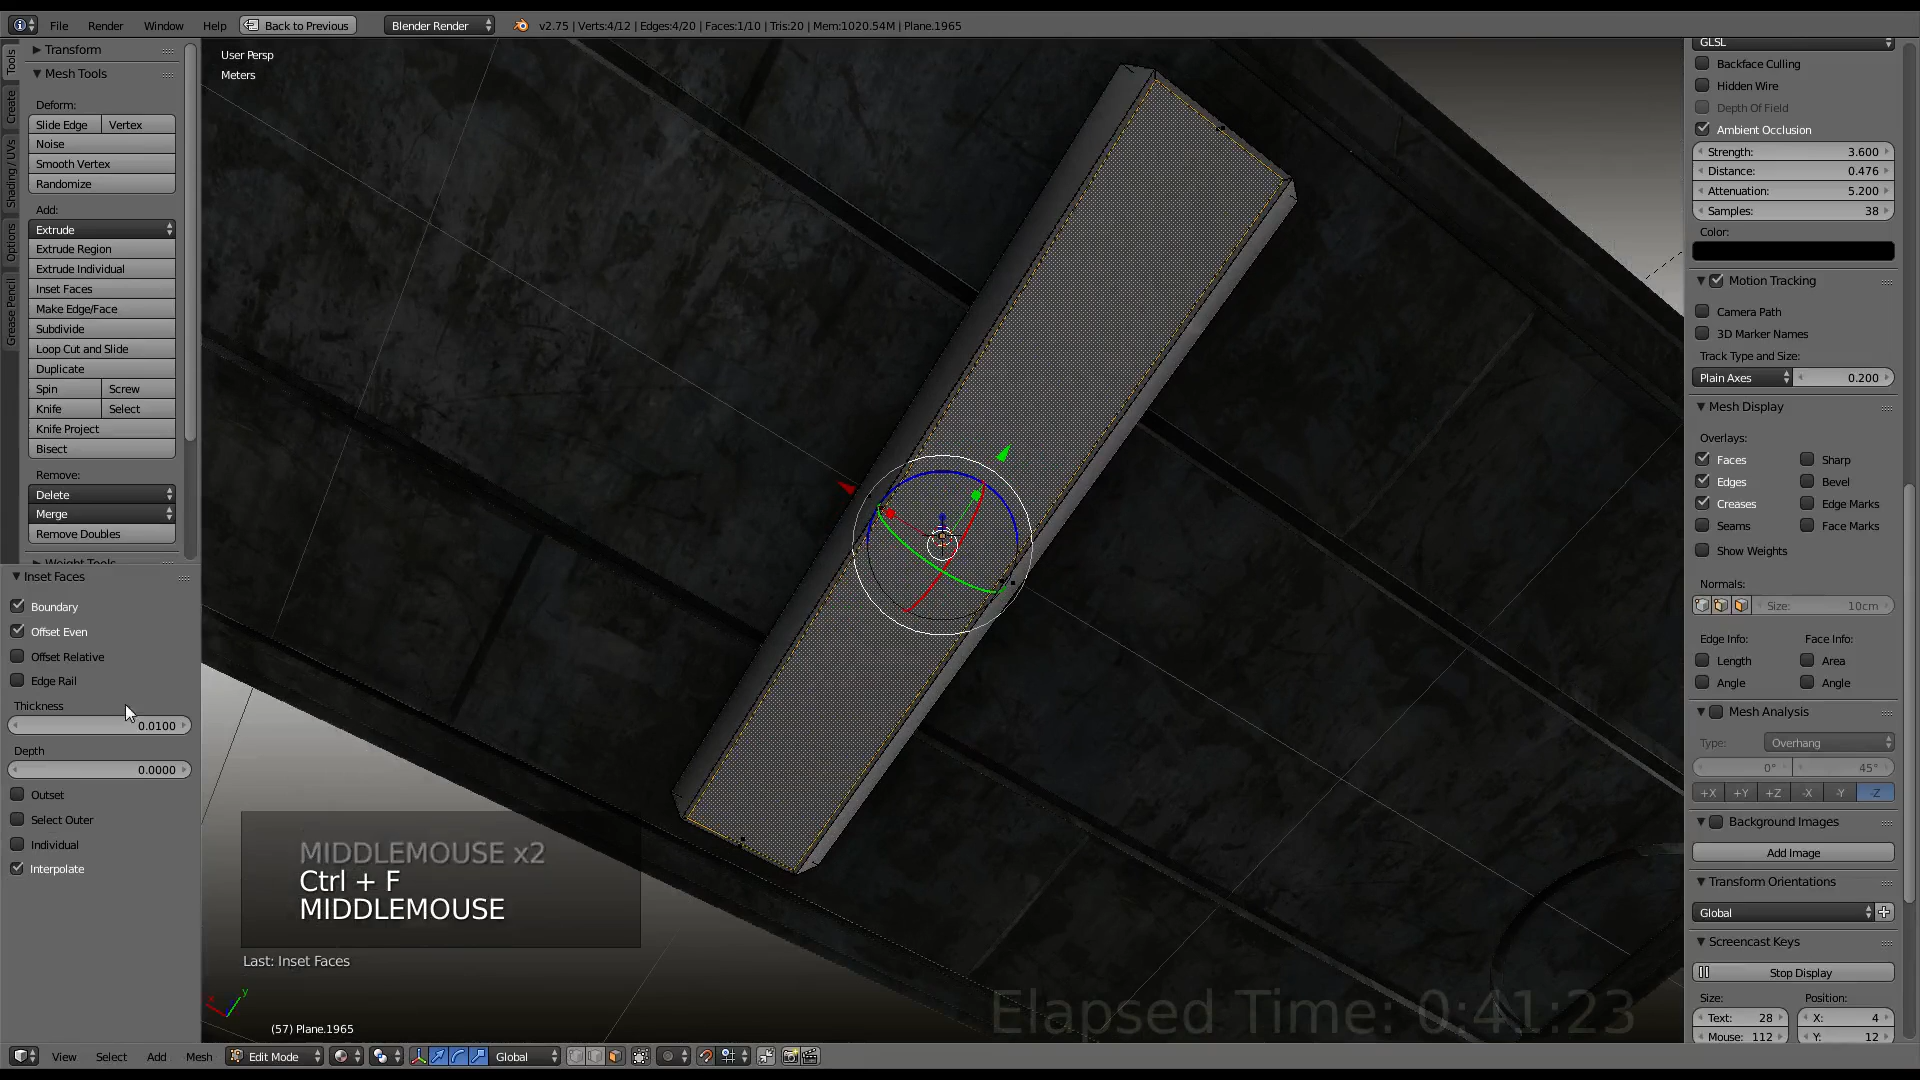 File Render Window Help Back to Previous Blender Render v2.75 | Verts:4/12 | Edges:4/20 | Faces:1/10 | Tris:20 | Mem:1020.54M | Plane.1965
Tools
Create
Shading / UVs
Options
Grease Pencil
Transform
Mesh Tools
Deform:
Slide Edge Vertex
Noise
Smooth Vertex
Randomize
Add:
Extrude
Extrude Region
Extrude Individual
Inset Faces
Make Edge/Face
Subdivide
Loop Cut and Slide
Duplicate
Spin Screw
Knife Select
Knife Project
Bisect
Remove:
Delete
Merge
Remove Doubles
Weight Tools
Inset Faces
Boundary
Offset Even
Offset Relative
Edge Rail
Thickness
0.0100
Depth
0.0000
Outset
Select Outer
Individual
Interpolate
User Persp
Meters
MIDDLEMOUSE x2
Ctrl + F
MIDDLEMOUSE
Last: Inset Faces
x y
(57) Plane.1965
Elapsed Time: 0:41:23
View Select Add Mesh Edit Mode Global
GLSL
Backface Culling
Hidden Wire
Depth Of Field
Ambient Occlusion
Strength: 3.600
Distance: 0.476
Attenuation: 5.200
Samples: 38
Color:
Motion Tracking
Camera Path
3D Marker Names
Track Type and Size:
Plain Axes 0.200
Mesh Display
Overlays:
Faces Sharp
Edges Bevel
Creases Edge Marks
Seams Face Marks
Show Weights
Normals:
Size: 10cm
Edge Info: Face Info:
Length Area
Angle Angle
Mesh Analysis
Type: Overhang
0° 45°
+X +Y +Z -X -Y -Z
Background Images
Add Image
Transform Orientations
Global
Screencast Keys
Stop Display
Size: Position:
Text: 28 X: 4
Mouse: 112 Y: 12